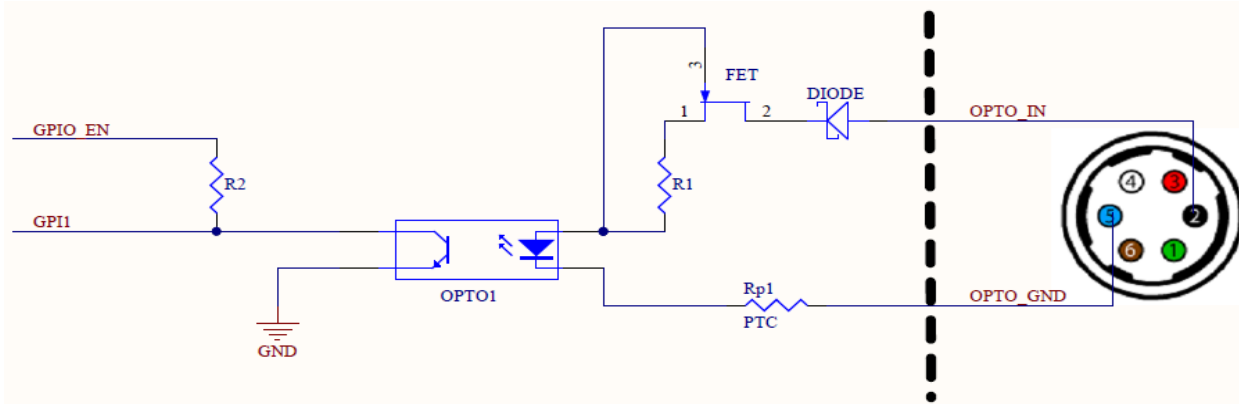 3
FET
DIODE
GPIO_EN
1
2
OPTO_IN
R2
R1
4
3
GPI1
5
2
6
1
OPTO1
Rp1
OPTO_GND
PTC
GND